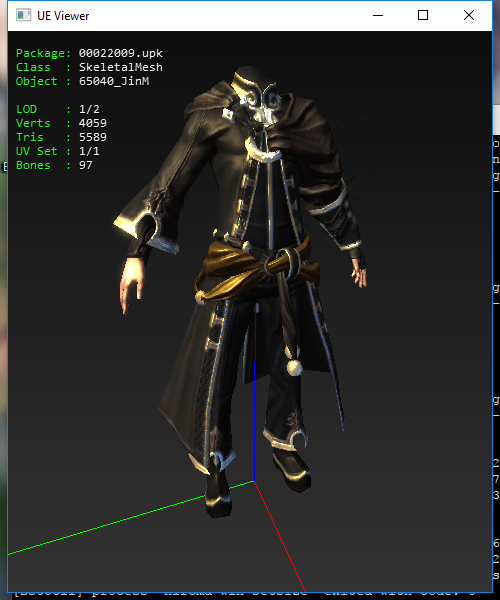 UE Viewer
Package: 00022009.upk
Class : SkeletalMesh
Object : 65040_JinM
LOD : 1/2
Verts : 4059
Tris : 5589
UV Set : 1/1
Bones : 97